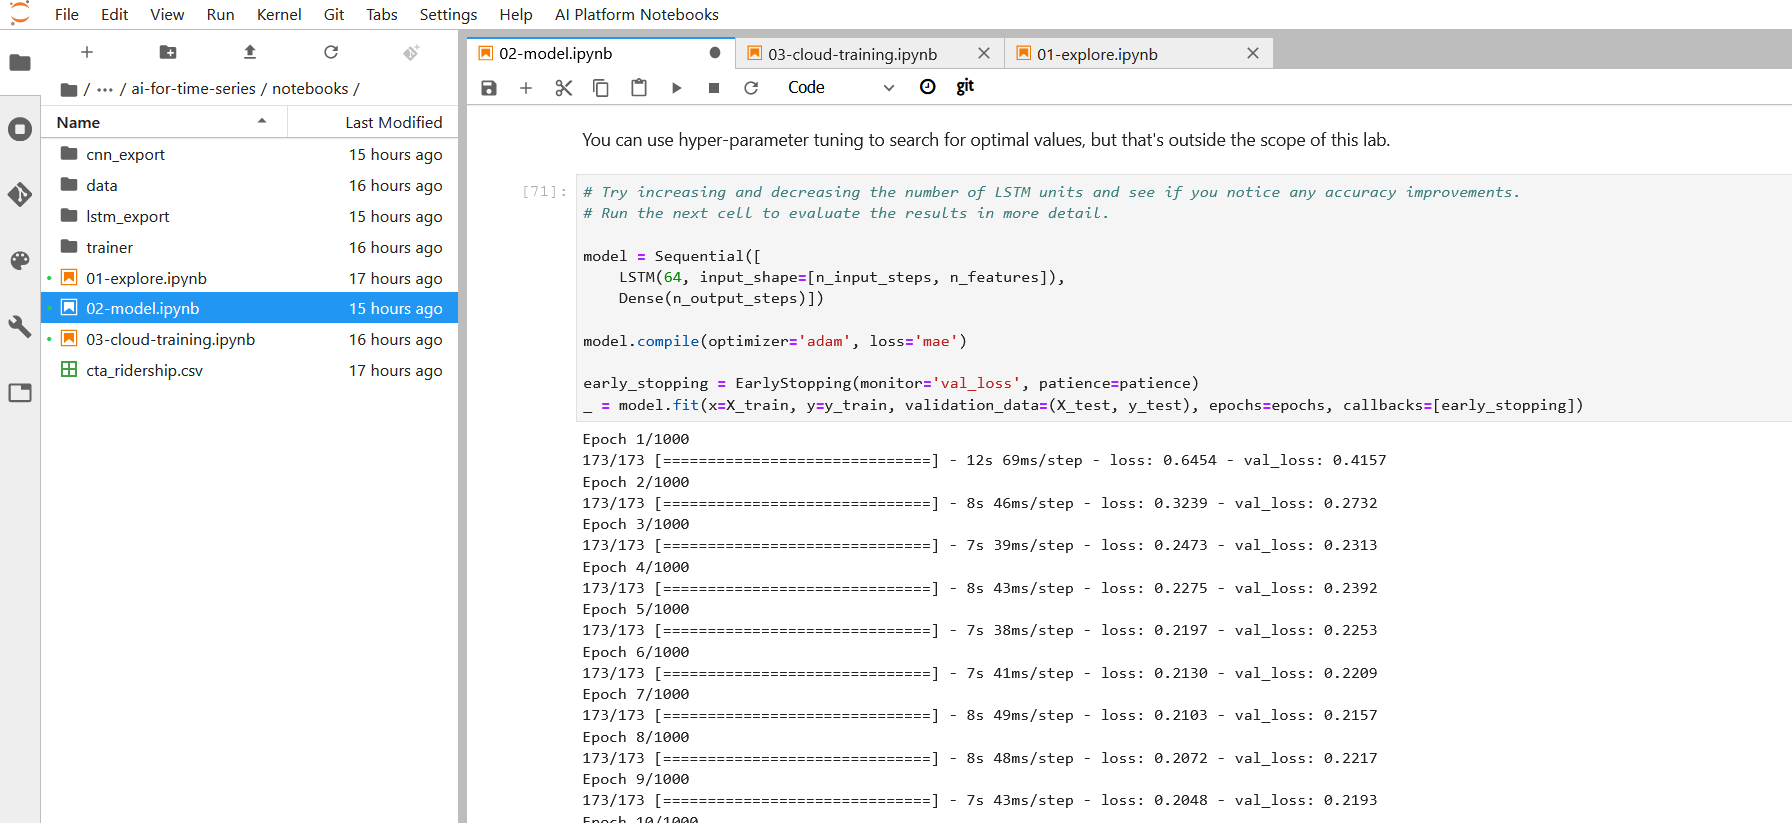 File Edit View Run Kernel Git Tabs Settings Help AI Platform Notebooks
/ ··· / ai-for-time-series / notebooks /
Name Last Modified
cnn_export 15 hours ago
data 16 hours ago
lstm_export 15 hours ago
trainer 16 hours ago
01-explore.ipynb 17 hours ago
02-model.ipynb 15 hours ago
03-cloud-training.ipynb 16 hours ago
cta_ridership.csv 17 hours ago
02-model.ipynb 03-cloud-training.ipynb 01-explore.ipynb
Code git
You can use hyper-parameter tuning to search for optimal values, but that's outside the scope of this lab.
[71]: # Try increasing and decreasing the number of LSTM units and see if you notice any accuracy improvements.
# Run the next cell to evaluate the results in more detail.
model = Sequential([
    LSTM(64, input_shape=[n_input_steps, n_features]),
    Dense(n_output_steps)])
model.compile(optimizer='adam', loss='mae')
early_stopping = EarlyStopping(monitor='val_loss', patience=patience)
_ = model.fit(x=X_train, y=y_train, validation_data=(X_test, y_test), epochs=epochs, callbacks=[early_stopping])
Epoch 1/1000
173/173 [==============================] - 12s 69ms/step - loss: 0.6454 - val_loss: 0.4157
Epoch 2/1000
173/173 [==============================] - 8s 46ms/step - loss: 0.3239 - val_loss: 0.2732
Epoch 3/1000
173/173 [==============================] - 7s 39ms/step - loss: 0.2473 - val_loss: 0.2313
Epoch 4/1000
173/173 [==============================] - 8s 43ms/step - loss: 0.2275 - val_loss: 0.2392
Epoch 5/1000
173/173 [==============================] - 7s 38ms/step - loss: 0.2197 - val_loss: 0.2253
Epoch 6/1000
173/173 [==============================] - 7s 41ms/step - loss: 0.2130 - val_loss: 0.2209
Epoch 7/1000
173/173 [==============================] - 8s 49ms/step - loss: 0.2103 - val_loss: 0.2157
Epoch 8/1000
173/173 [==============================] - 8s 48ms/step - loss: 0.2072 - val_loss: 0.2217
Epoch 9/1000
173/173 [==============================] - 7s 43ms/step - loss: 0.2048 - val_loss: 0.2193
Epoch 10/1000